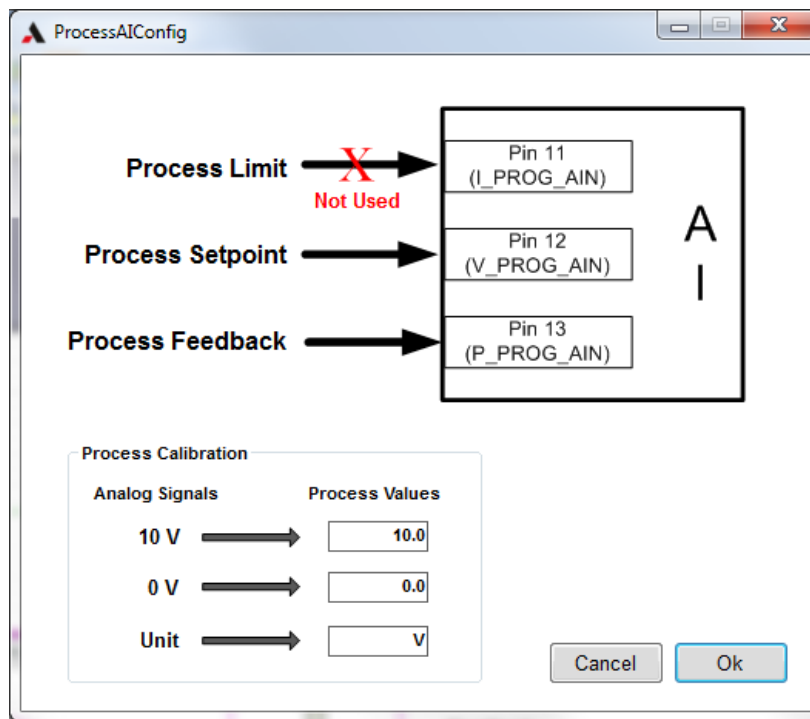 ProcessAIConfig
Process Limit
X
Not Used
Pin 11
(I_PROG_AIN)
Process Setpoint
Pin 12
(V_PROG_AIN)
Process Feedback
Pin 13
(P_PROG_AIN)
A
I
Process Calibration
Analog Signals Process Values
10 V 10.0
0 V 0.0
Unit V
Cancel Ok